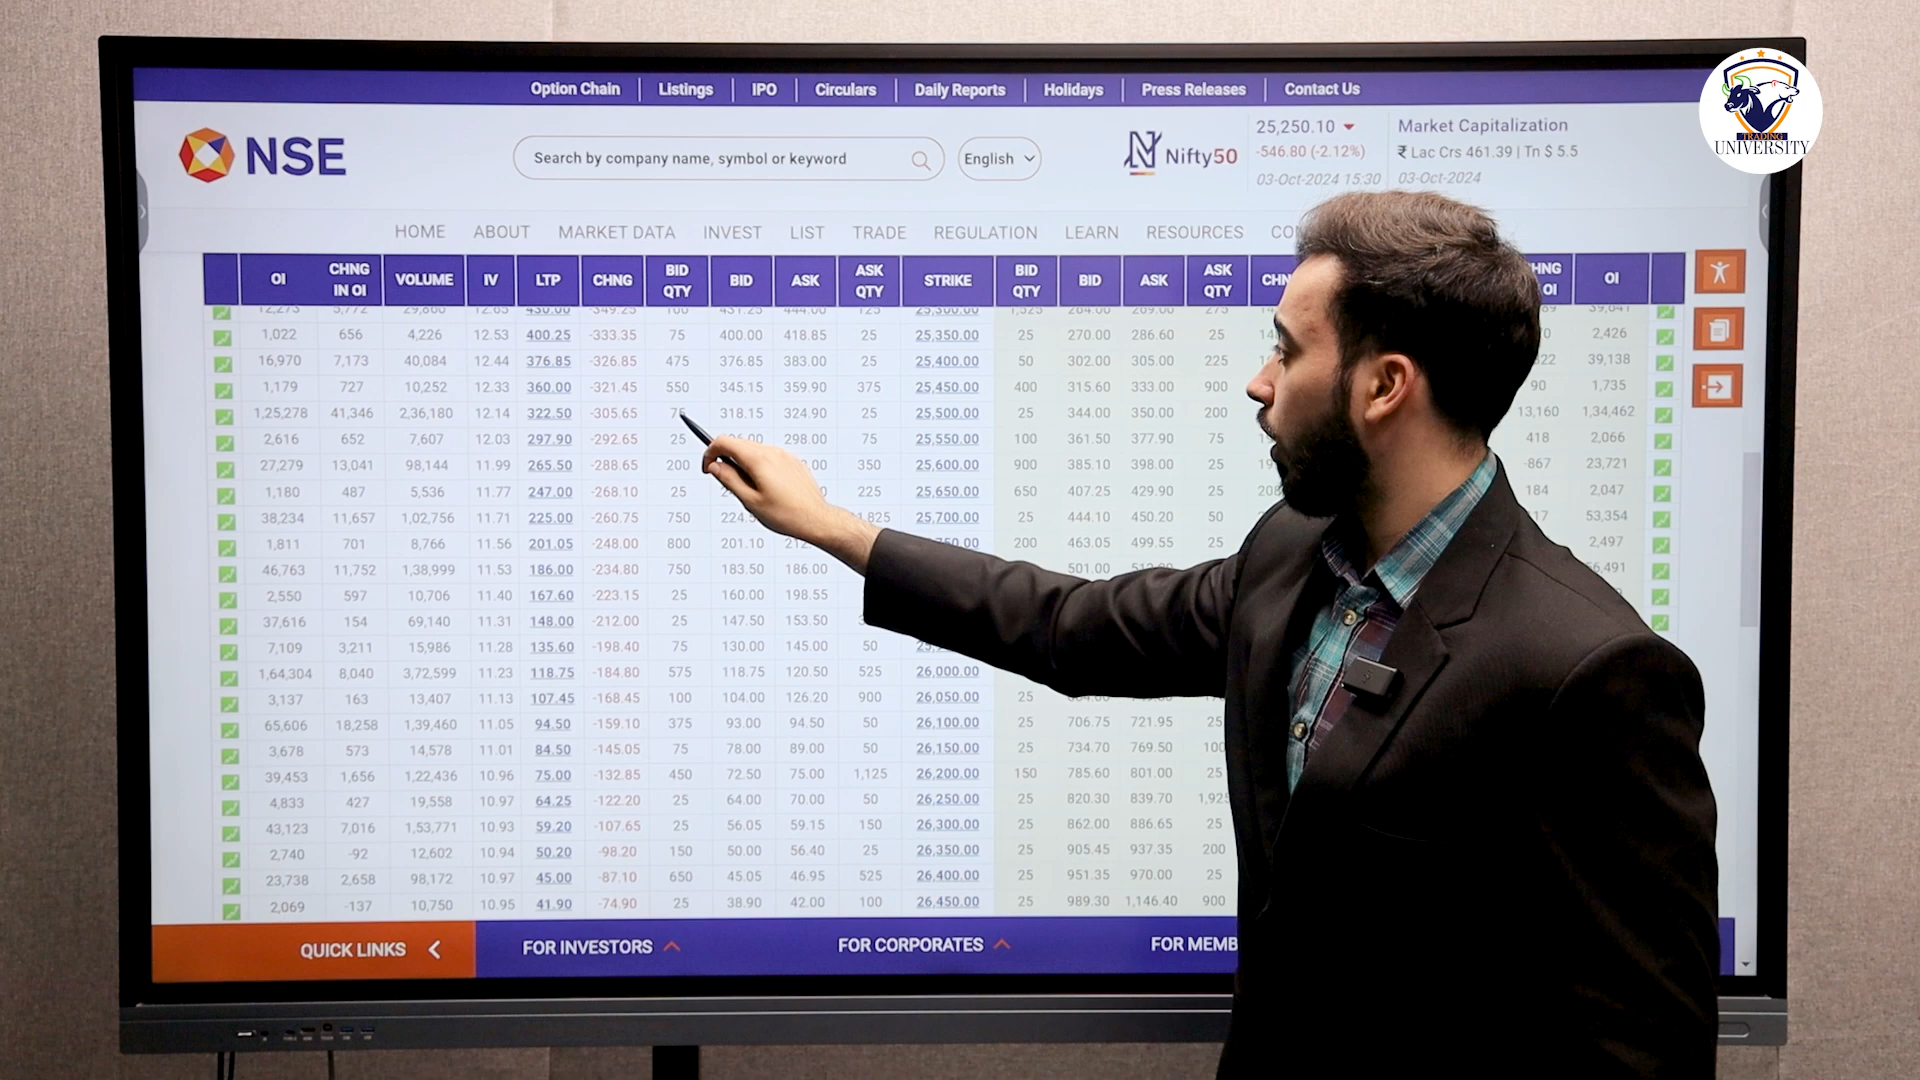 Option Chain Listings IPO Circulars Daily Reports Holidays Press Releases Contact Us
TRADING
UNIVERSITY
NSE
Search by company name, symbol or keyword
English
Nifty50
25,250.10
-546.80 (-2.12%)
03-Oct-2024 15:30
Market Capitalization
₹ Lac Crs 461.39 | Tn $ 5.5
03-Oct-2024
HOME ABOUT MARKET DATA INVEST LIST TRADE REGULATION LEARN RESOURCES
OI CHNG IN OI VOLUME IV LTP CHNG BID QTY BID ASK ASK QTY STRIKE BID QTY BID ASK ASK QTY OI
1,022 656 4,226 12.53 400.25 -333.35 75 400.00 418.85 25 25,350.00 25 270.00 286.60 25 2,426
16,970 7,173 40,084 12.44 376.85 -326.85 475 376.85 383.00 25 25,400.00 50 302.00 305.00 225 39,138
1,179 727 10,252 12.33 360.00 -321.45 550 345.15 359.90 375 25,450.00 400 315.60 333.00 900 90 1,735
1,25,278 41,346 2,36,180 12.14 322.50 -305.65 75 318.15 324.90 25 25,500.00 25 344.00 350.00 200 13,160 1,34,462
2,616 652 7,607 12.03 297.90 -292.65 25 298.00 75 25,550.00 100 361.50 377.90 75 418 2,066
27,279 13,041 98,144 11.99 265.50 -288.65 200 350 25,600.00 900 385.10 398.00 25 -867 23,721
1,180 487 5,536 11.77 247.00 -268.10 25 225 25,650.00 650 407.25 429.90 25 184 2,047
38,234 11,657 1,02,756 11.71 225.00 -260.75 750 25,700.00 25 444.10 450.20 50 53,354
1,811 701 8,766 11.56 201.05 -248.00 800 201.10 200 463.05 499.55 25 2,497
46,763 11,752 1,38,999 11.53 186.00 -234.80 750 183.50 186.00 501.00
2,550 597 10,706 11.40 167.60 -223.15 25 160.00 198.55
37,616 154 69,140 11.31 148.00 -212.00 25 147.50 153.50
7,109 3,211 15,986 11.28 135.60 -198.40 75 130.00 145.00 50
1,64,304 8,040 3,72,599 11.23 118.75 -184.80 575 118.75 120.50 525 26,000.00
3,137 163 13,407 11.13 107.45 -168.45 100 104.00 126.20 900 26,050.00 25
65,606 18,258 1,39,460 11.05 94.50 -159.10 375 93.00 94.50 50 26,100.00 25 706.75 721.95 25
3,678 573 14,578 11.01 84.50 -145.05 75 78.00 89.00 50 26,150.00 25 734.70 769.50 100
39,453 1,656 1,22,436 10.96 75.00 -132.85 450 72.50 75.00 1,125 26,200.00 150 785.60 801.00 25
4,833 427 19,558 10.97 64.25 -122.20 25 64.00 70.00 50 26,250.00 25 820.30 839.70 1,925
43,123 7,016 1,53,771 10.93 59.20 -107.65 25 56.05 59.15 150 26,300.00 25 862.00 886.65 25
2,740 -92 12,602 10.94 50.20 -98.20 150 50.00 56.40 25 26,350.00 25 905.45 937.35 200
23,738 2,658 98,172 10.97 45.00 -87.10 650 45.05 46.95 525 26,400.00 25 951.35 970.00 25
2,069 -137 10,750 10.95 41.90 -74.90 25 38.90 42.00 100 26,450.00 25 989.30 1,146.40 900
QUICK LINKS FOR INVESTORS FOR CORPORATES FOR MEMB